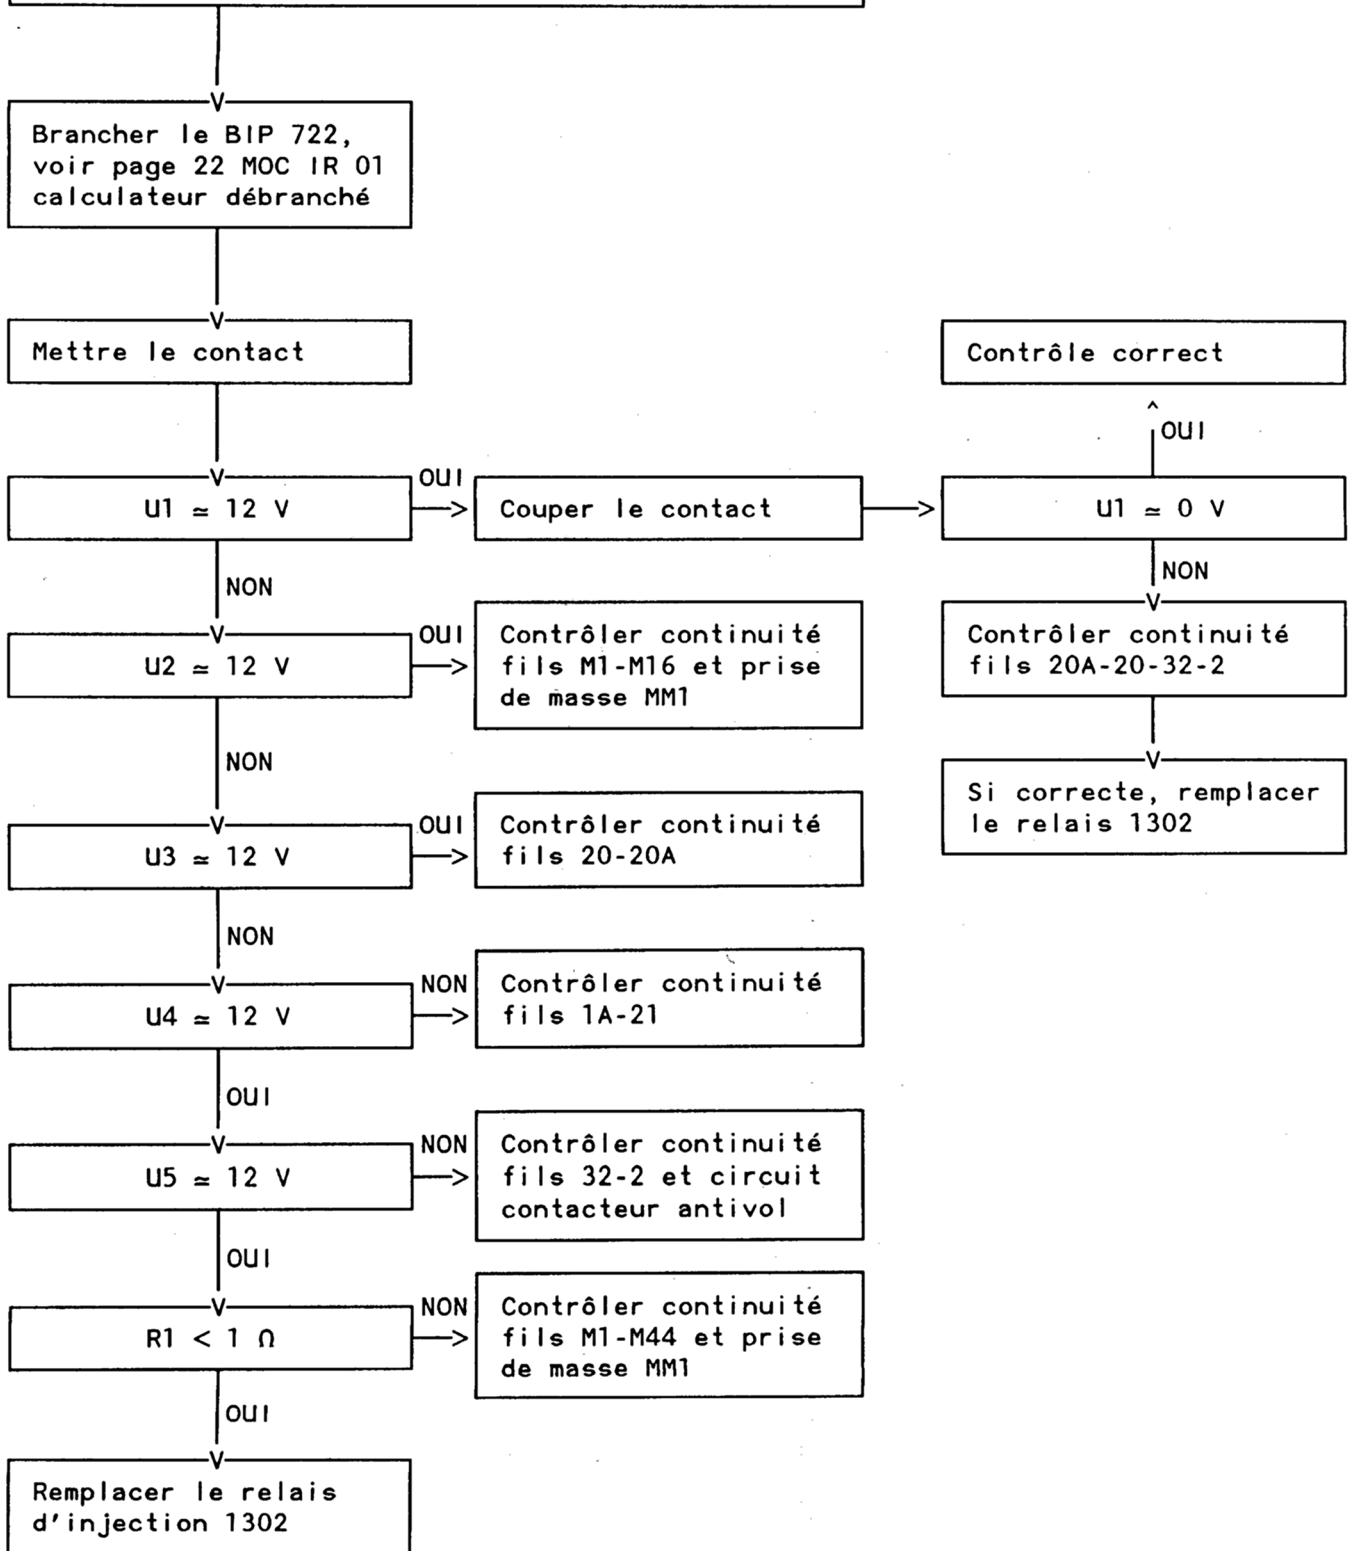 Brancher le BIP 722,
voir page 22 MOC IR 01
calculateur débranché
Mettre le contact
Contrôle correct
OUI
U1 ≃ 12 V
OUI
Couper le contact
U1 ≃ 0 V
NON
NON
U2 ≃ 12 V
OUI
Contrôler continuité
fils M1-M16 et prise
de masse MM1
Contrôler continuité
fils 20A-20-32-2
NON
Si correcte, remplacer
le relais 1302
U3 ≃ 12 V
OUI
Contrôler continuité
fils 20-20A
NON
U4 ≃ 12 V
NON
Contrôler continuité
fils 1A-21
OUI
U5 ≃ 12 V
NON
Contrôler continuité
fils 32-2 et circuit
contacteur antivol
OUI
R1 < 1 Ω
NON
Contrôler continuité
fils M1-M44 et prise
de masse MM1
OUI
Remplacer le relais
d'injection 1302